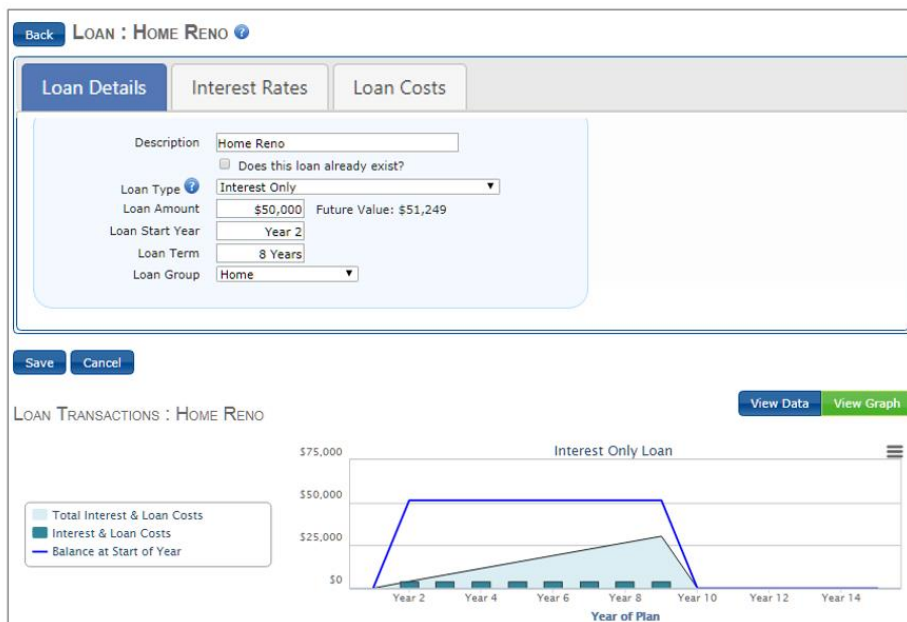 Back LOAN : HOME RENO ?
Loan Details Interest Rates Loan Costs
Description Home Reno
Does this loan already exist?
Loan Type ? Interest Only
Loan Amount $50,000 Future Value: $51,249
Loan Start Year Year 2
Loan Term 8 Years
Loan Group Home
Save Cancel
View Data View Graph
LOAN TRANSACTIONS : HOME RENO
Interest Only Loan
$75,000
$50,000
$25,000
$0
Total Interest & Loan Costs
Interest & Loan Costs
Balance at Start of Year
Year 2 Year 4 Year 6 Year 8 Year 10 Year 12 Year 14
Year of Plan